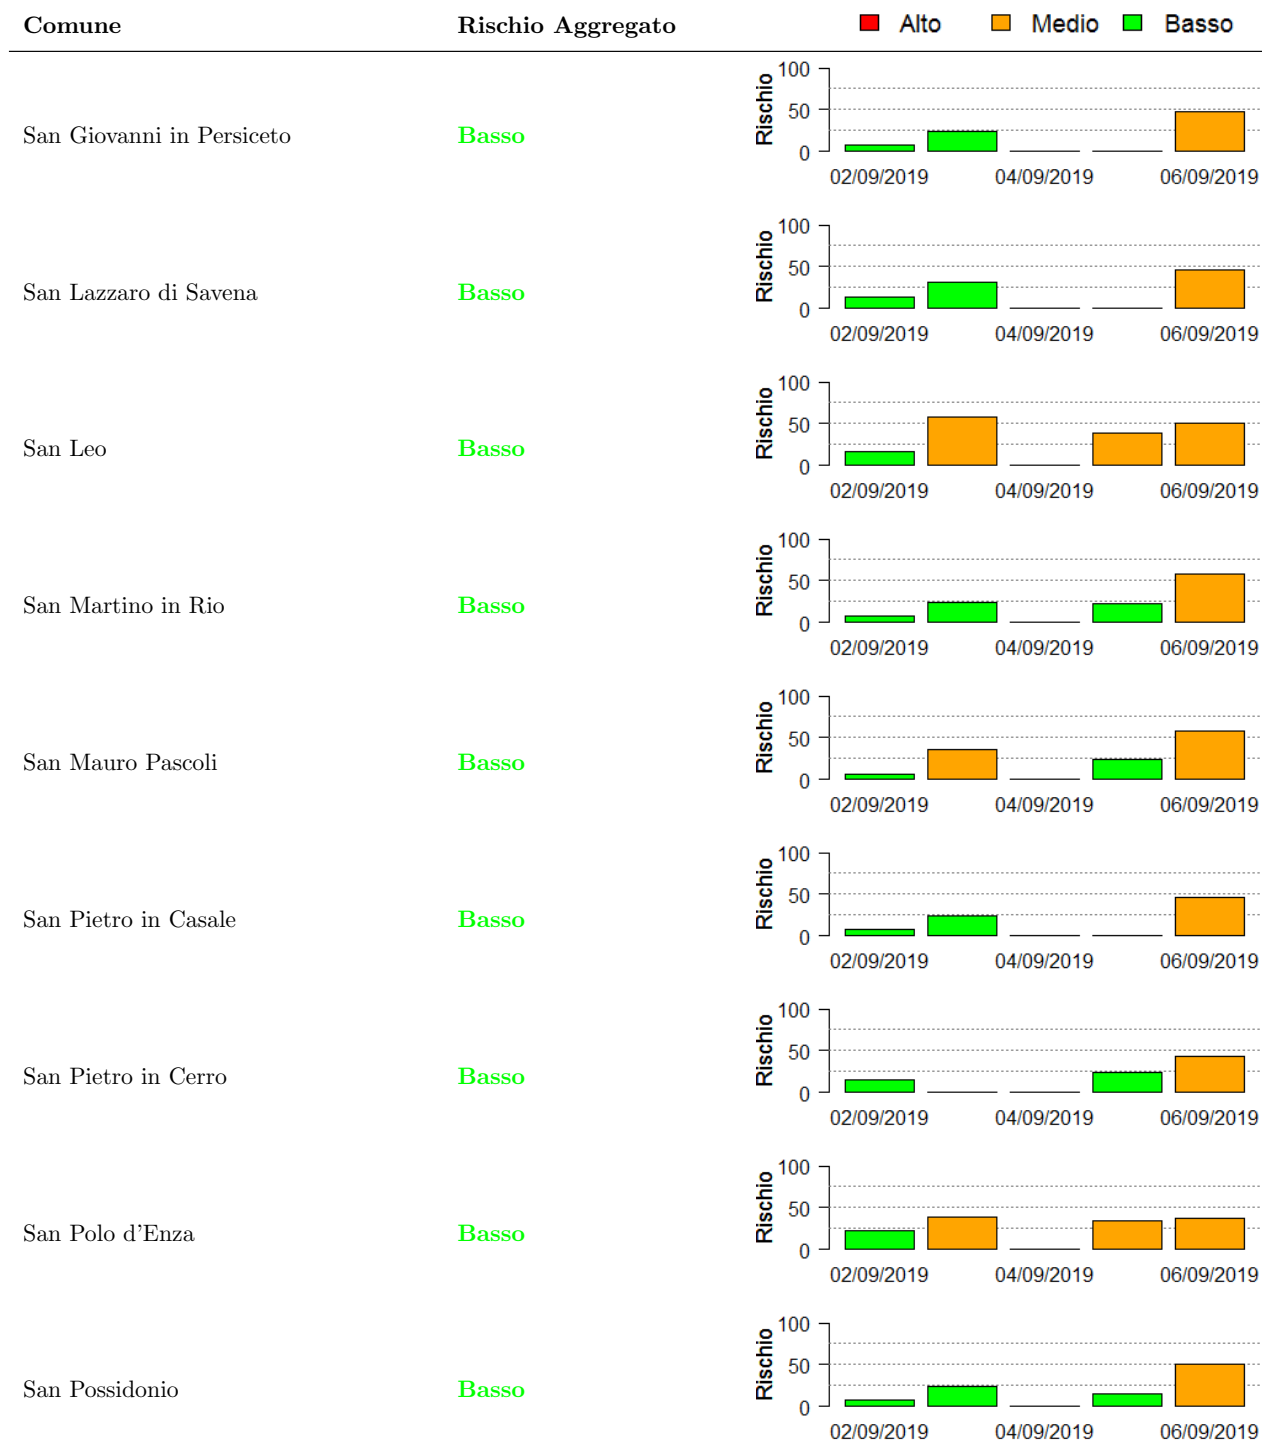 Comune Rischio Aggregato Alto Medio Basso
San Giovanni in Persiceto Basso Rischio 100 50 0
02/09/2019 04/09/2019 06/09/2019
San Lazzaro di Savena Basso Rischio 100 50 0
02/09/2019 04/09/2019 06/09/2019
San Leo Basso Rischio 100 50 0
02/09/2019 04/09/2019 06/09/2019
San Martino in Rio Basso Rischio 100 50 0
02/09/2019 04/09/2019 06/09/2019
San Mauro Pascoli Basso Rischio 100 50 0
02/09/2019 04/09/2019 06/09/2019
San Pietro in Casale Basso Rischio 100 50 0
02/09/2019 04/09/2019 06/09/2019
San Pietro in Cerro Basso Rischio 100 50 0
02/09/2019 04/09/2019 06/09/2019
San Polo d'Enza Basso Rischio 100 50 0
02/09/2019 04/09/2019 06/09/2019
San Possidonio Basso Rischio 100 50 0
02/09/2019 04/09/2019 06/09/2019